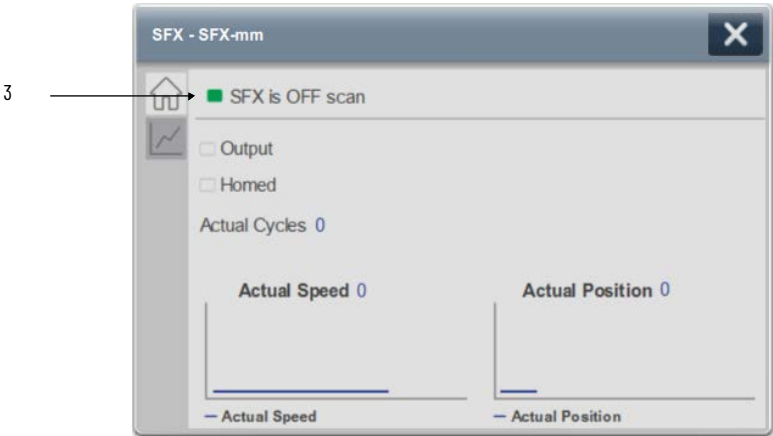 SFX - SFX-mm
3
SFX is OFF scan
Output
Homed
Actual Cycles 0
Actual Speed 0
Actual Position 0
Actual Speed
Actual Position